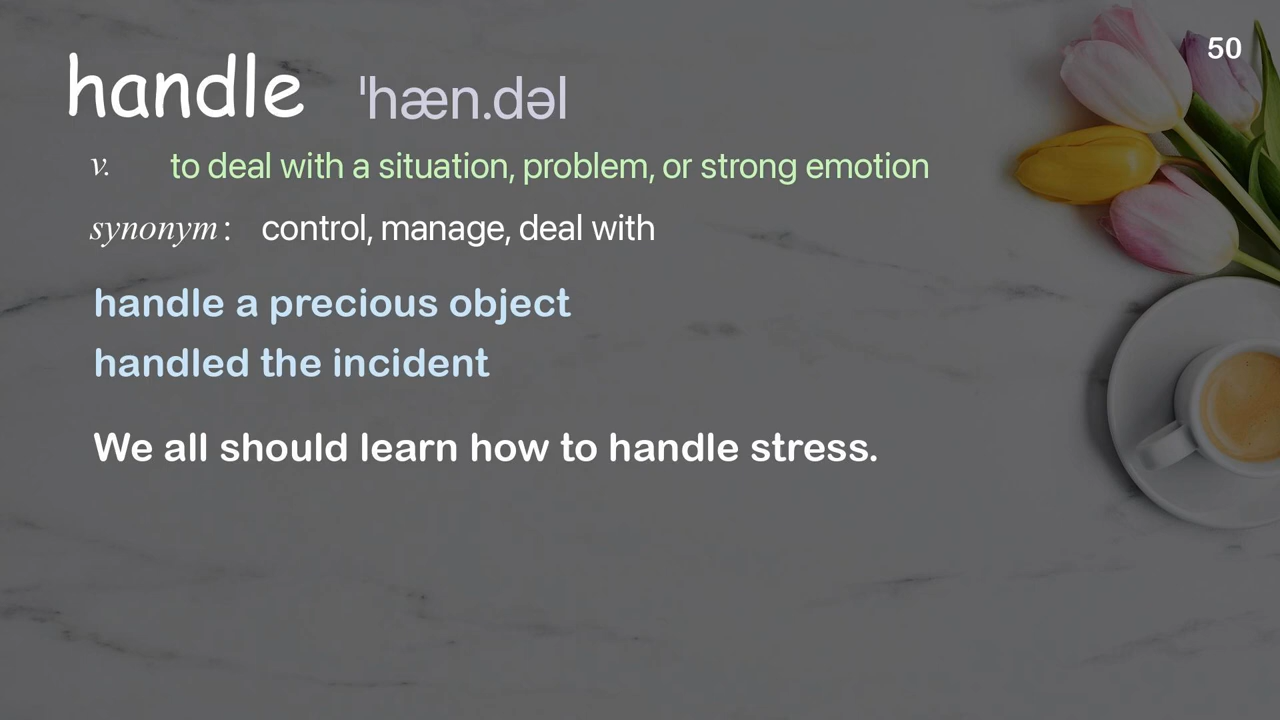 50
handle ˈhæn.dəl
v. to deal with a situation, problem, or strong emotion
synonym : control, manage, deal with
handle a precious object
handled the incident
We all should learn how to handle stress.